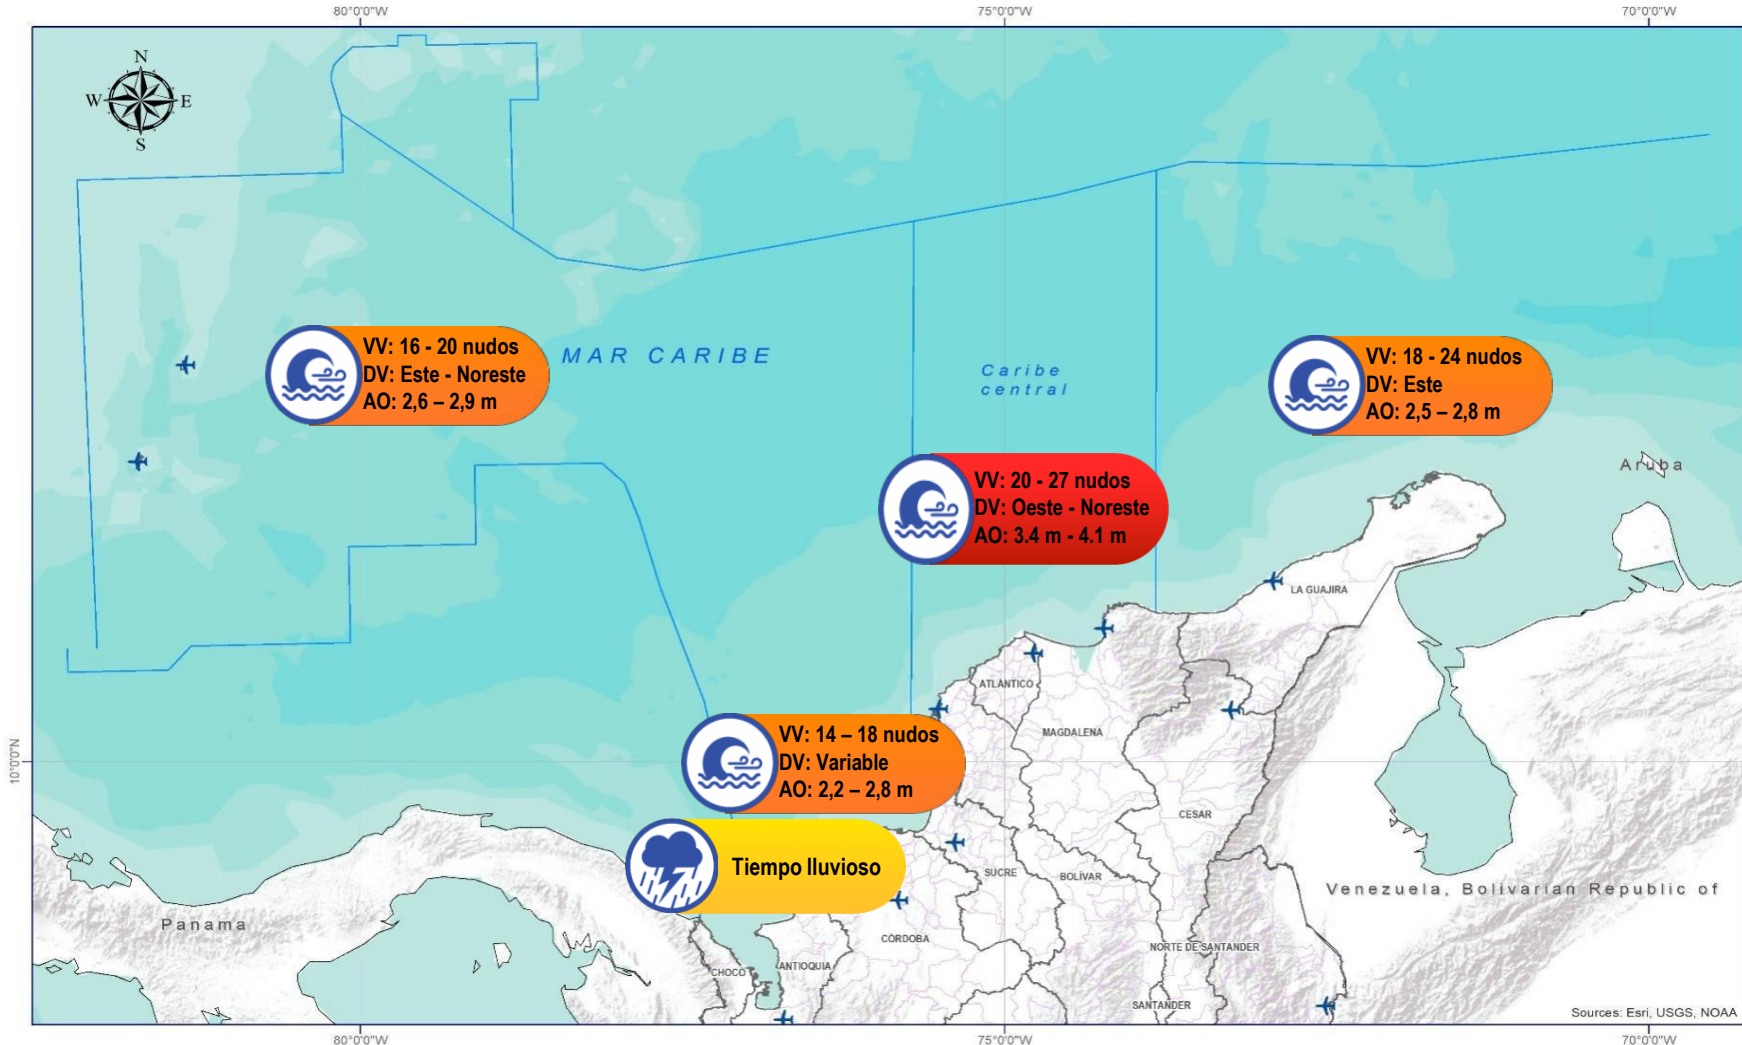 80°0'0"W
75°0'0"W
70°0'0"W
N
W
E
S
VV: 16 - 20 nudos
DV: Este - Noreste
AO: 2,6 – 2,9 m
MAR CARIBE
Caribe
central
VV: 18 - 24 nudos
DV: Este
AO: 2,5 – 2,8 m
Aruba
VV: 20 - 27 nudos
DV: Oeste - Noreste
AO: 3.4 m - 4.1 m
LA GUAJIRA
ATLÁNTICO
MAGDALENA
10°0'0"N
VV: 14 – 18 nudos
DV: Variable
AO: 2,2 – 2,8 m
CESAR
Tiempo lluvioso
SUCRE
BOLÍVAR
Venezuela, Bolivarian Republic of
Panama
CÓRDOBA
NORTE DE SANTANDER
CHOCÓ
ANTIOQUIA
SANTANDER
Sources: Esri, USGS, NOAA
80°0'0"W
75°0'0"W
70°0'0"W